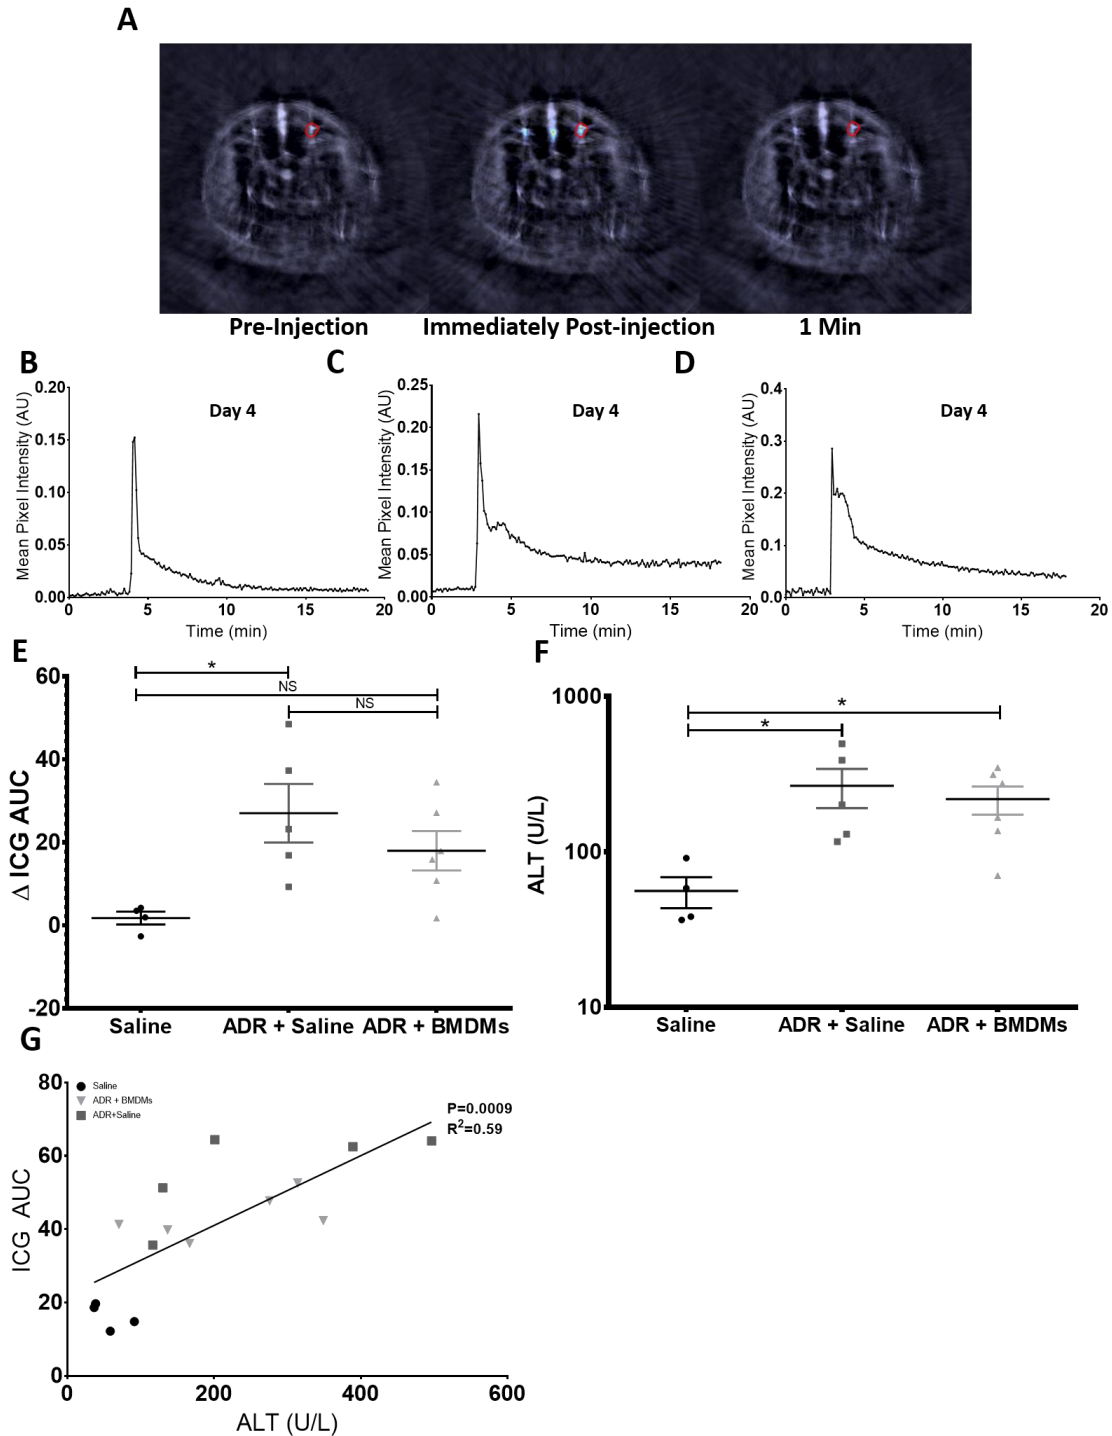 A
Pre-Injection
Immediately Post-injection
1 Min
B
Mean Pixel Intensity (AU)
0.20
0.15
0.10
0.05
0.00
Day 4
0
5
10
15
20
Time (min)
C
Mean Pixel Intensity (AU)
0.25
0.20
0.15
0.10
0.05
0.00
Day 4
0
5
10
15
20
Time (min)
D
Mean Pixel Intensity (AU)
0.4
0.3
0.2
0.1
0.0
Day 4
0
5
10
15
20
Time (min)
E
Δ ICG AUC
60
40
20
0
-20
*
NS
NS
Saline
ADR + Saline
ADR + BMDMs
F
ALT (U/L)
1000
100
10
*
*
Saline
ADR + Saline
ADR + BMDMs
G
ICG AUC
80
60
40
20
0
Saline
ADR + BMDMs
ADR+Saline
P=0.0009
R²=0.59
0
200
400
600
ALT (U/L)